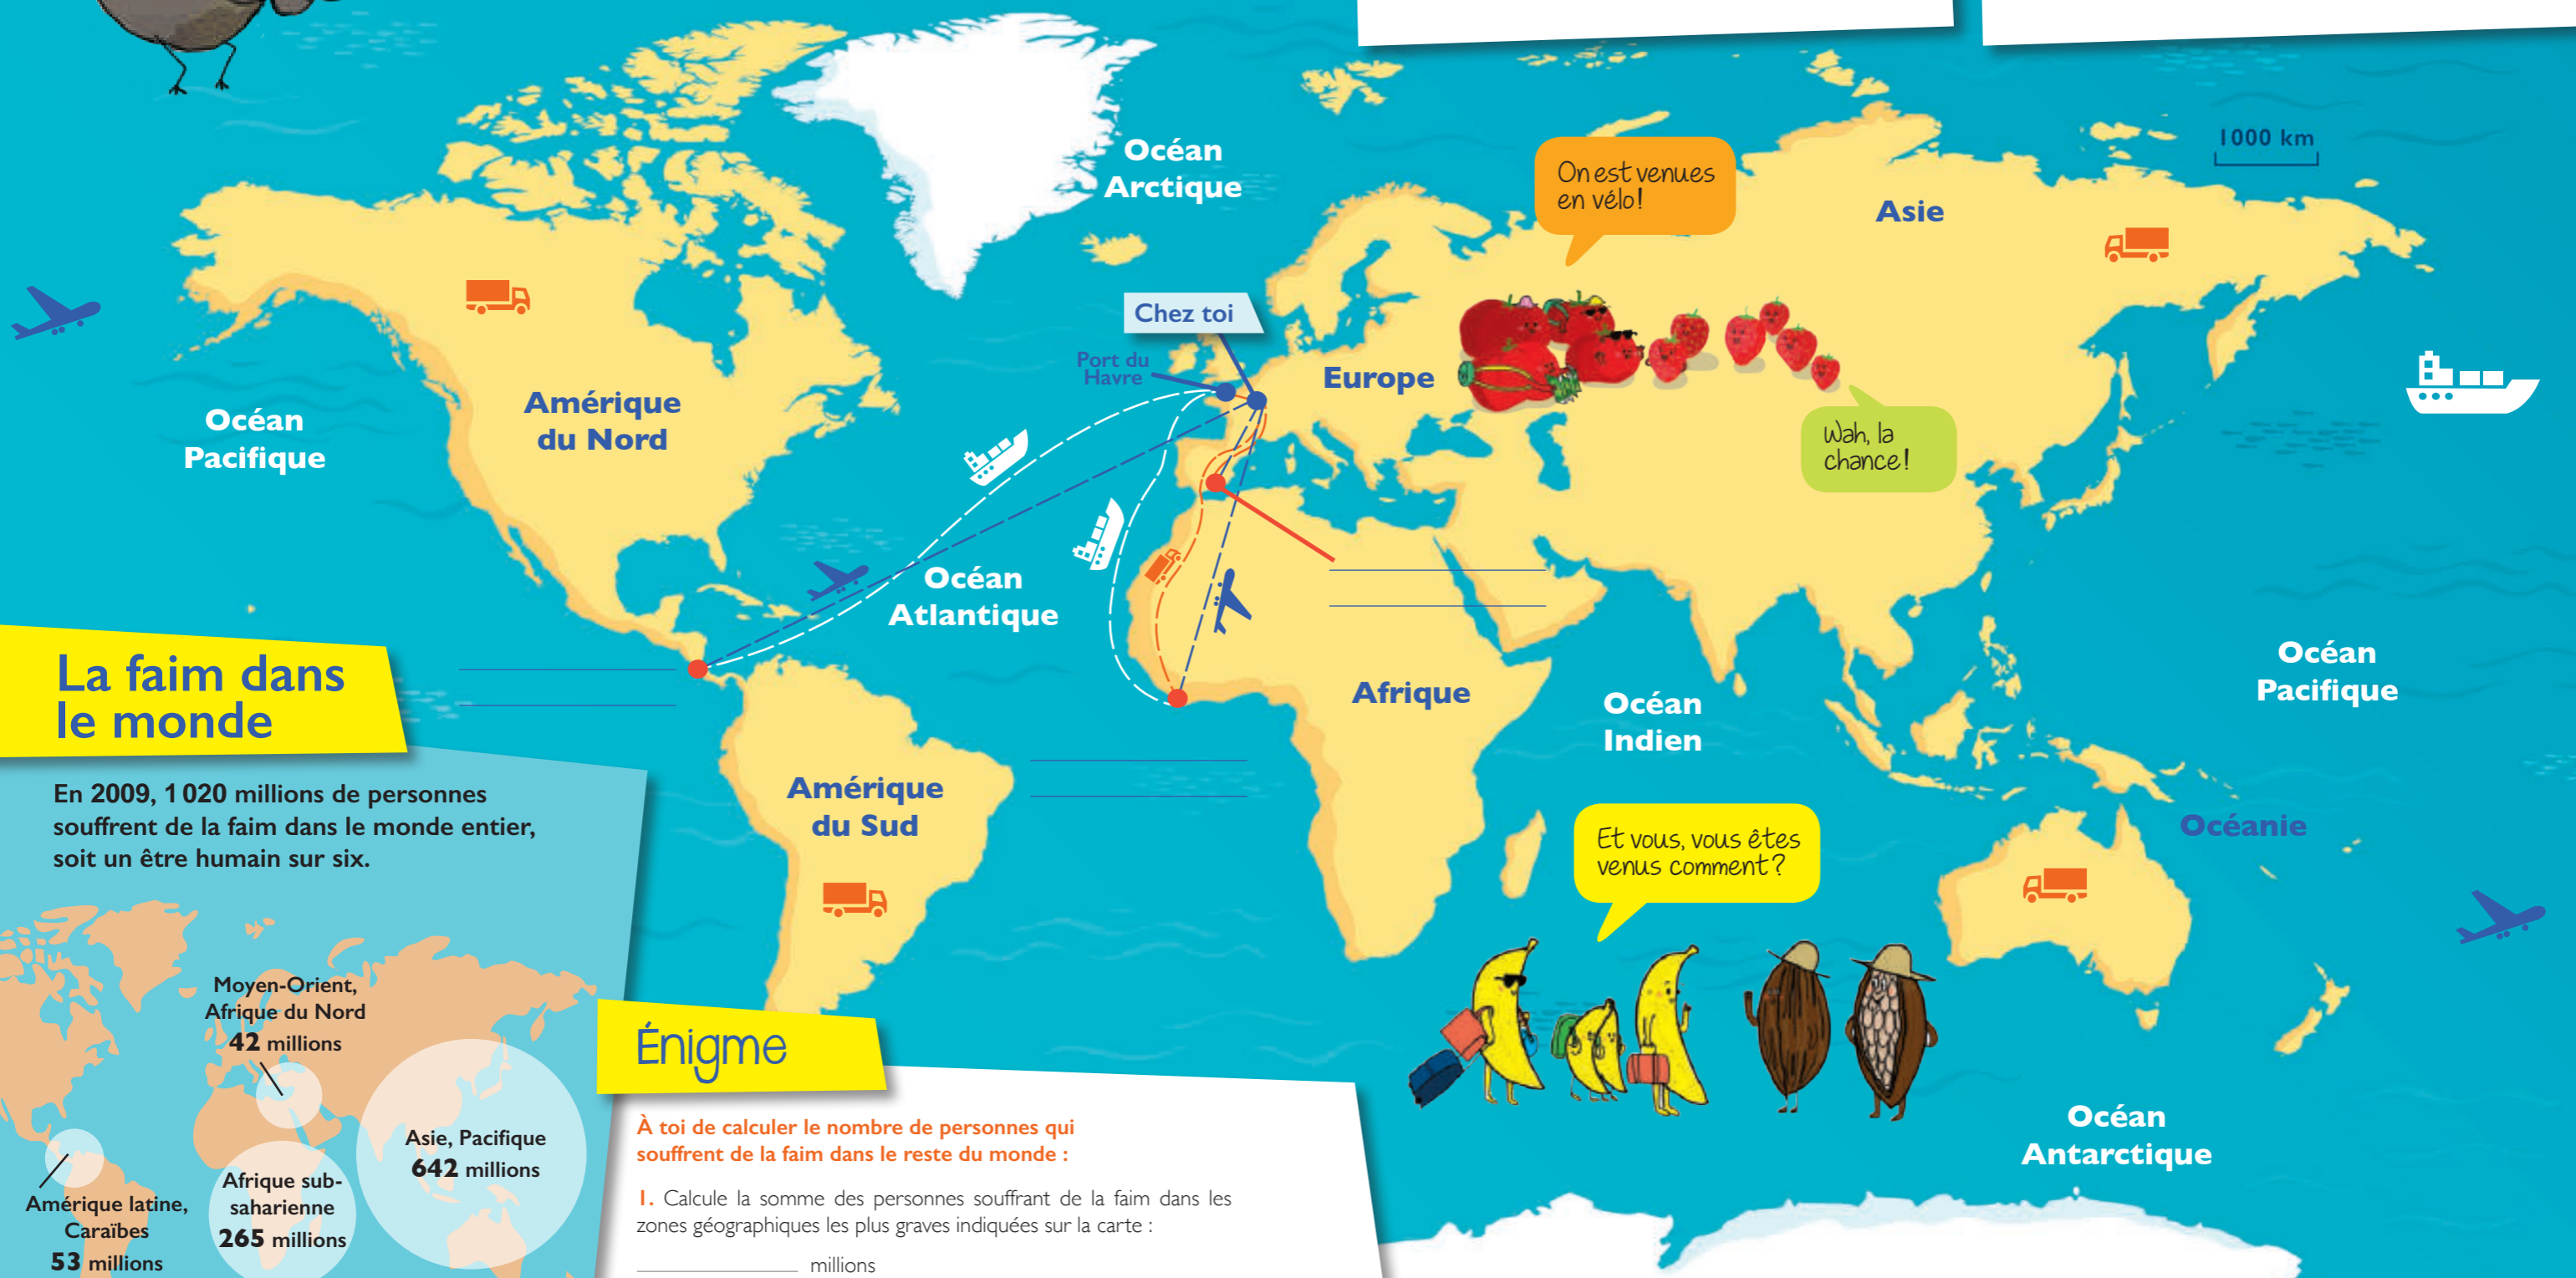 Océan
Arctique
1000 km
On est venues
en vélo!
Asie
Chez toi
Port du
Havre
Europe
Amérique
du Nord
Océan
Pacifique
Wah, la
chance!
Océan
Atlantique
Afrique
Océan
Indien
Océan
Pacifique
Amérique
du Sud
Océanie
Et vous, vous êtes
venus comment?
Océan
Antarctique
La faim dans
le monde
En 2009, 1 020 millions de personnes
souffrent de la faim dans le monde entier,
soit un être humain sur six.
Moyen-Orient,
Afrique du Nord
42 millions
Asie, Pacifique
642 millions
Afrique sub-
saharienne
265 millions
Amérique latine,
Caraïbes
53 millions
Énigme
À toi de calculer le nombre de personnes qui
souffrent de la faim dans le reste du monde :
1. Calcule la somme des personnes souffrant de la faim dans les
zones géographiques les plus graves indiquées sur la carte :
millions